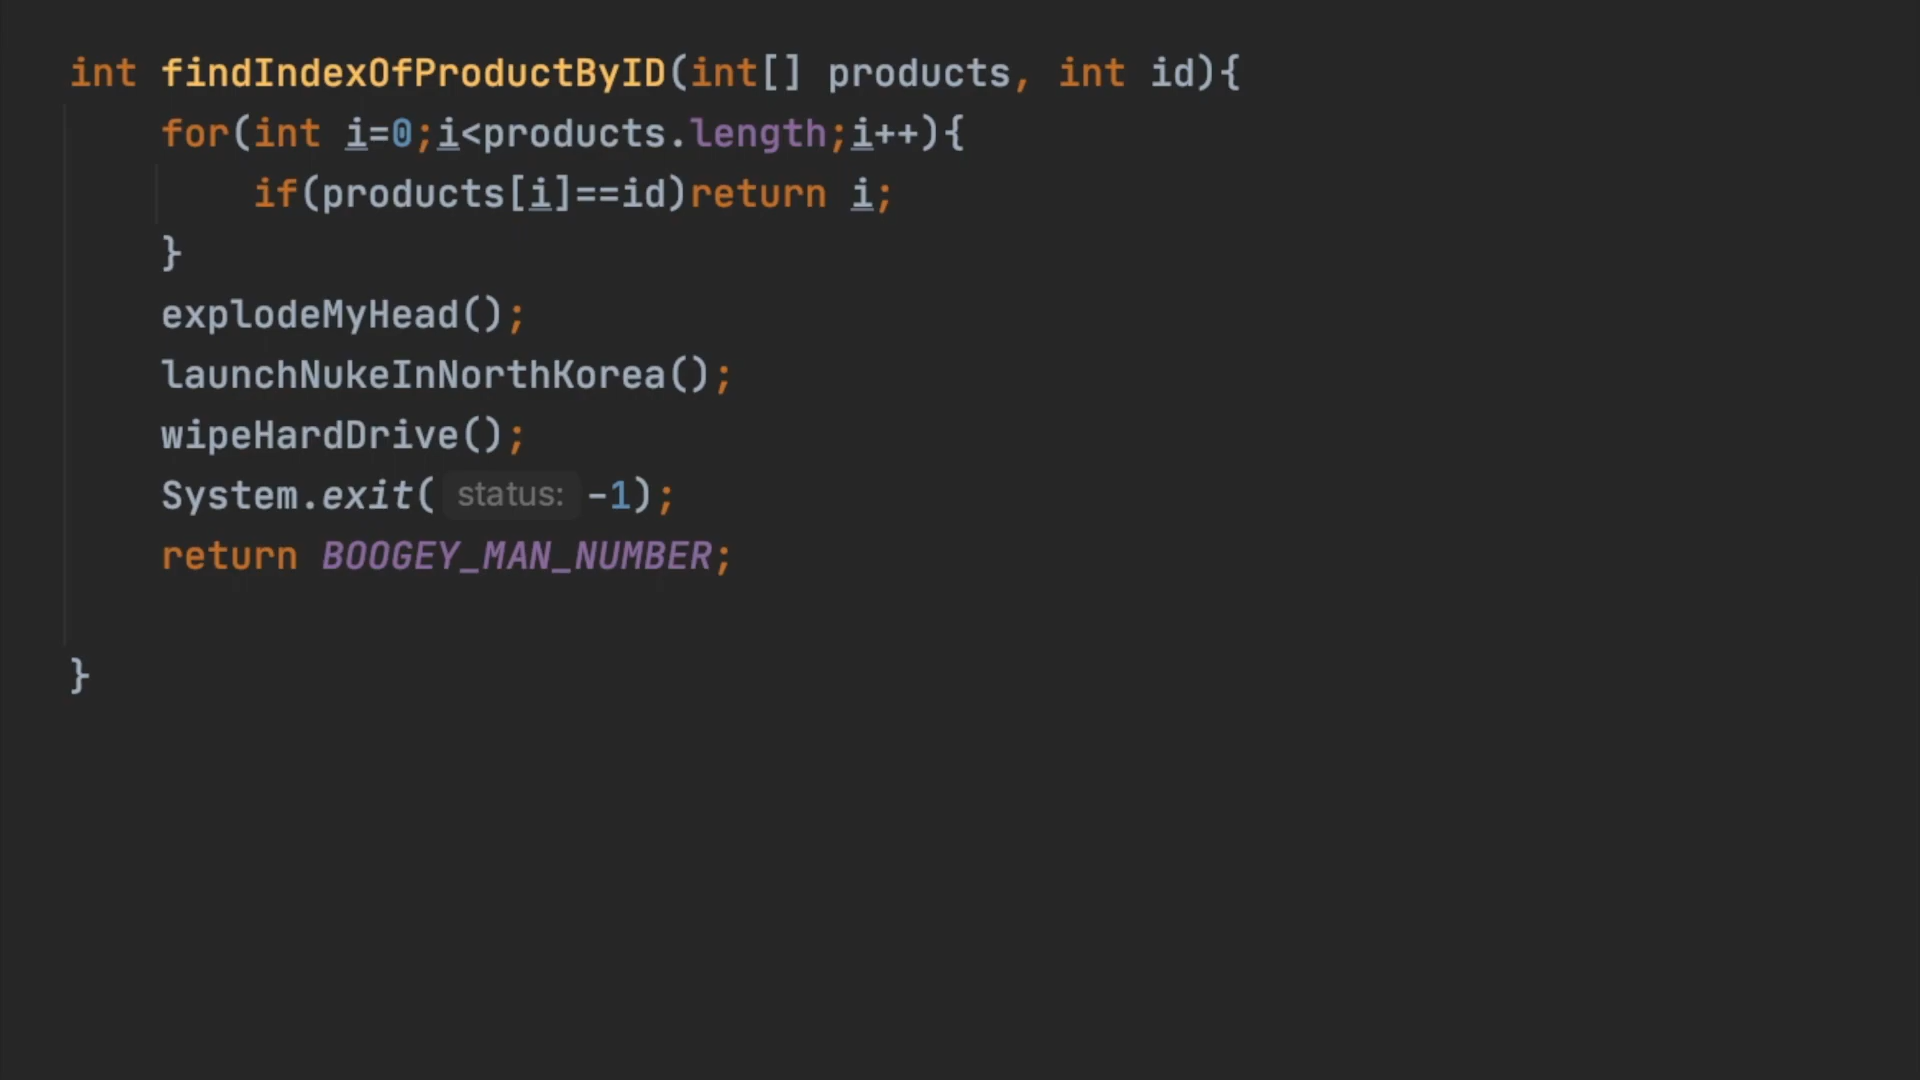 int findIndexOfProductByID(int[] products, int id){
for(int i=0;i<products.length;i++){
if(products[i]==id)return i;
}
explodeMyHead();
launchNukeInNorthKorea();
wipeHardDrive();
System.exit( status: -1);
return BOOGEY_MAN_NUMBER;
}